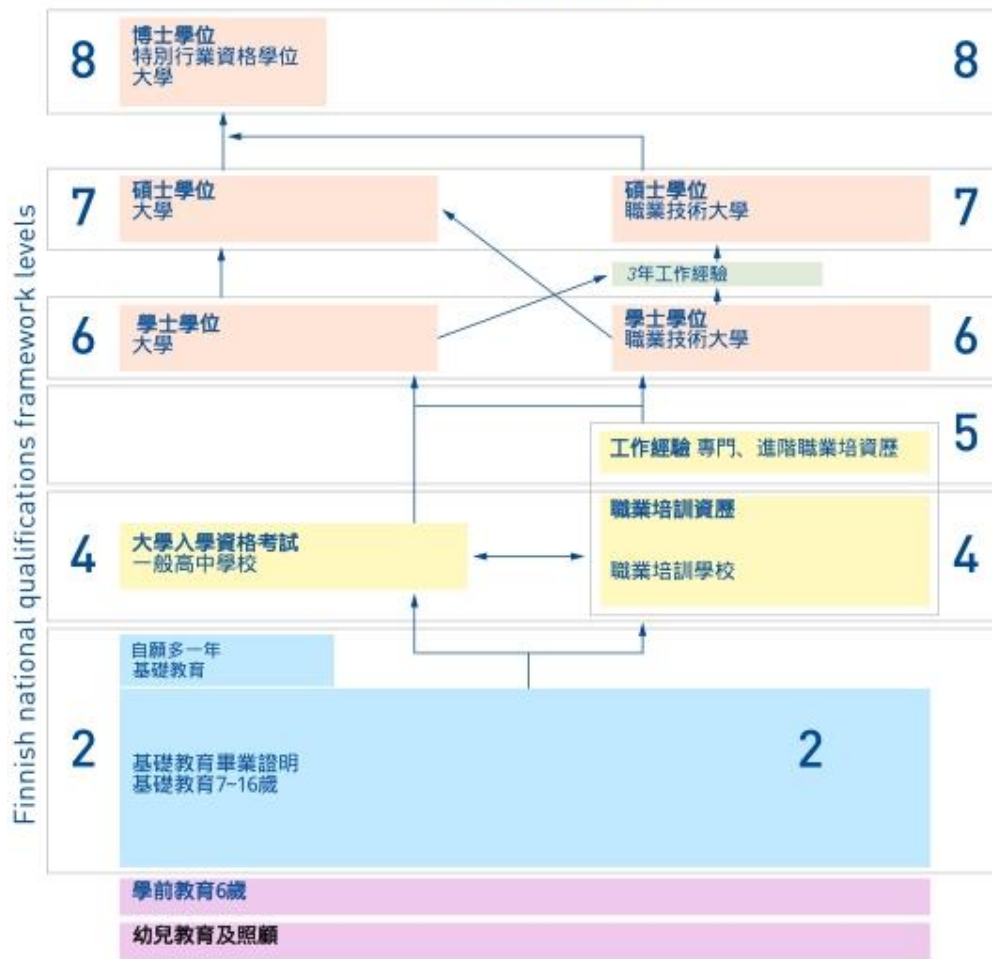 Finnish national qualifications framework levels
8
博士學位
特別行業資格學位
大學
8
7
碩士學位
大學
碩士學位
職業技術大學
7
3年工作經驗
6
學士學位
大學
學士學位
職業技術大學
6
5
工作經驗 專門、進階職業培資歷
4
大學入學資格考試
一般高中學校
職業培訓資歷
職業培訓學校
4
自願多一年
基礎教育
2
基礎教育畢業證明
基礎教育7~16歲
2
學前教育6歲
幼兒教育及照顧